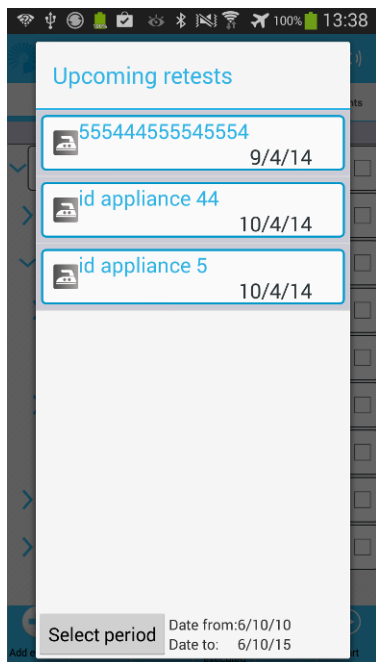 100% 13:38
Upcoming retests
555444555545554
9/4/14
id appliance 44
10/4/14
id appliance 5
10/4/14
Select period
Date from:6/10/10
Date to: 6/10/15
Add